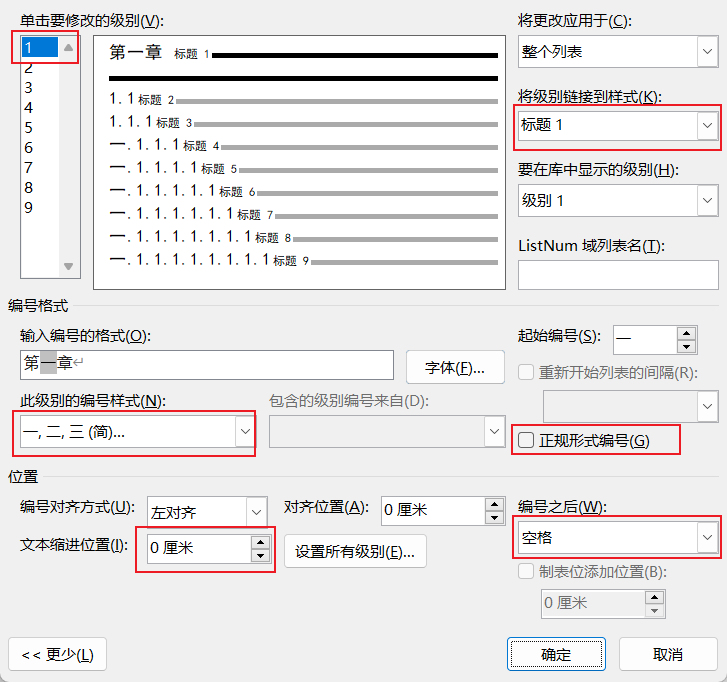 单击要修改的级别(V):
将更改应用于(C):
1
2
3
4
5
6
7
8
9
第一章 标题 1
1.1标题 2
1.1.1标题 3
一.1.1.1标题 4
一.1.1.1.1标题 5
一.1.1.1.1.1标题 6
一.1.1.1.1.1.1标题 7
一.1.1.1.1.1.1.1标题 8
一.1.1.1.1.1.1.1.1标题 9
整个列表
将级别链接到样式(K):
标题 1
要在库中显示的级别(H):
级别 1
ListNum 域列表名(T):
编号格式
输入编号的格式(O):
第一章↵
字体(F)...
起始编号(S):
一
重新开始列表的间隔(R):
此级别的编号样式(N):
一, 二, 三 (简)...
包含的级别编号来自(D):
正规形式编号(G)
位置
编号对齐方式(U):
左对齐
对齐位置(A):
0 厘米
编号之后(W):
空格
文本缩进位置(I):
0 厘米
设置所有级别(E)...
制表位添加位置(B):
0 厘米
<< 更少(L)
确定
取消